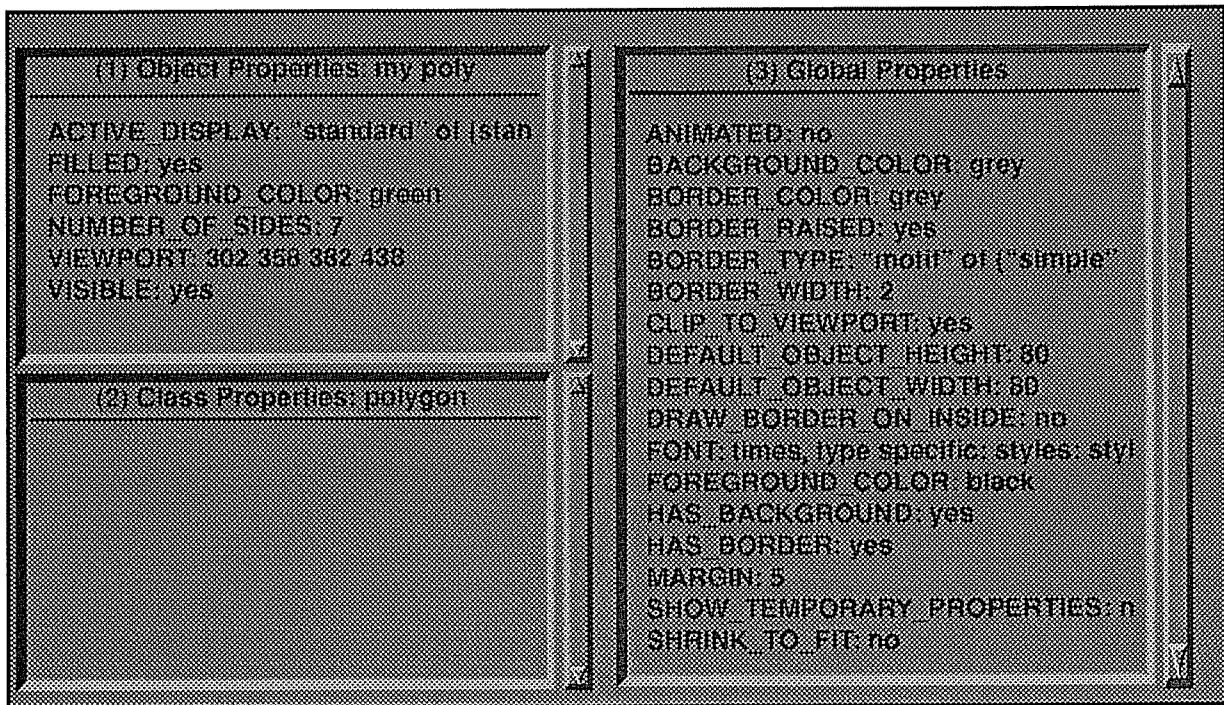 (1) Object Properties: my poly
ACTIVE_DISPLAY: "standard" of {stan
FILLED: yes
FOREGROUND_COLOR: green
NUMBER_OF_SIDES: 7
VIEWPORT: 302 358 382 438
VISIBLE: yes
(2) Class Properties: polygon
(3) Global Properties
ANIMATED: no
BACKGROUND_COLOR: grey
BORDER_COLOR: grey
BORDER_RAISED: yes
BORDER_TYPE: "motif" of {"simple"
BORDER_WIDTH: 2
CLIP_TO_VIEWPORT: yes
DEFAULT_OBJECT_HEIGHT: 80
DEFAULT_OBJECT_WIDTH: 80
DRAW_BORDER_ON_INSIDE: no
FONT: times, type specific: styles: styl
FOREGROUND_COLOR: black
HAS_BACKGROUND: yes
HAS_BORDER: yes
MARGIN: 5
SHOW_TEMPORARY_PROPERTIES: n
SHRINK_TO_FIT: no